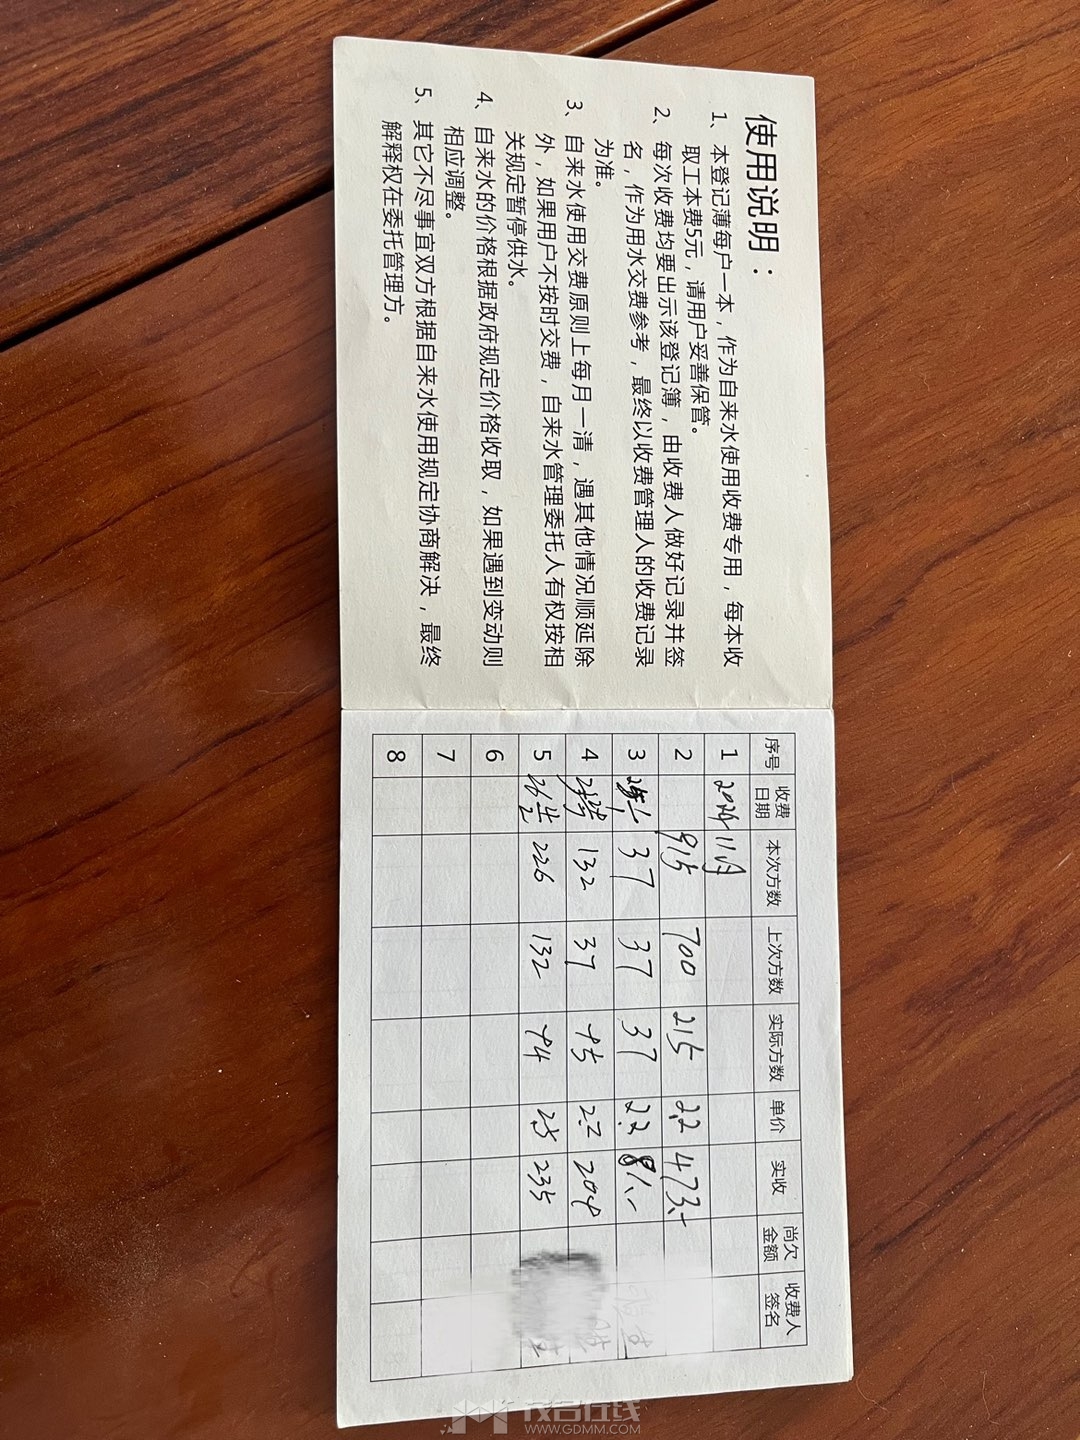 使用说明：
1、本登记薄每户一本，作为自来水使用收费专用，每本收
取工本费5元，请用户妥善保管。
2、每次收费均要出示该登记簿，由收费人做好记录并签
名，作为用水交费参考，最终以收费管理人的收费记录
为准。
3、自来水使用交费原则上每月一清，遇其他情况顺延除
外，如果用户不按时交费，自来水管理委托人有权按相
关规定暂停供水。
4、自来水的价格根据政府规定价格收取，如果遇到变动则
相应调整。
5、其它不尽事宜双方根据自来水使用规定协商解决，最终
解释权在委托管理方。
序号 收费日期 本次方数 上次方数 实际方数 单价 实收 尚欠金额 收费人签名
1 11月
2 915 700 215 2.2 473.-
3 37 37 37 2.2 81.-
4 132 37 95 2.2 204
5 226 132 94 2.5 235
6
7
8
茂名在线
WWW.GDMM.COM